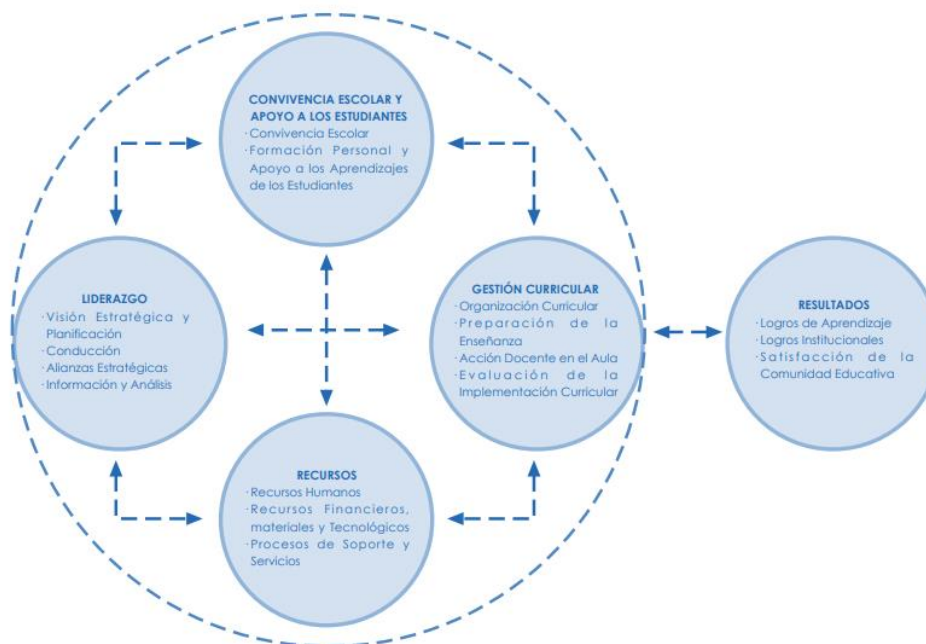 CONVIVENCIA ESCOLAR Y
APOYO A LOS ESTUDIANTES
·Convivencia Escolar
·Formación Personal y
Apoyo a los Aprendizajes
de los Estudiantes
LIDERAZGO
·Visión Estratégica y
Planificación
·Conducción
·Alianzas Estratégicas
·Información y Análisis
GESTIÓN CURRICULAR
·Organización Curricular
·Preparación de la
Enseñanza
·Acción Docente en el Aula
·Evaluación de la
Implementación Curricular
RESULTADOS
·Logros de Aprendizaje
·Logros Institucionales
·Satisfacción de la
Comunidad Educativa
RECURSOS
·Recursos Humanos
·Recursos Financieros,
materiales y Tecnológicos
·Procesos de Soporte y
Servicios